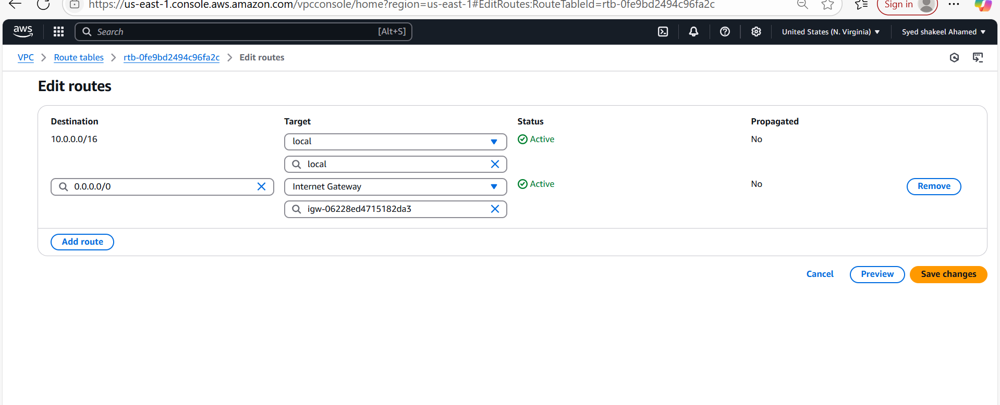 https://us-east-1.console.aws.amazon.com/vpcconsole/home?region=us-east-1#EditRoutes:RouteTableId=rtb-0fe9bd2494c96fa2c
Sign in
aws
Search
[Alt+S]
United States (N. Virginia)
Syed shakeel Ahamed
VPC
Route tables
rtb-0fe9bd2494c96fa2c
Edit routes
Edit routes
Destination
Target
Status
Propagated
10.0.0.0/16
local
Active
No
local
0.0.0.0/0
Internet Gateway
Active
No
Remove
igw-06228ed4715182da3
Add route
Cancel
Preview
Save changes